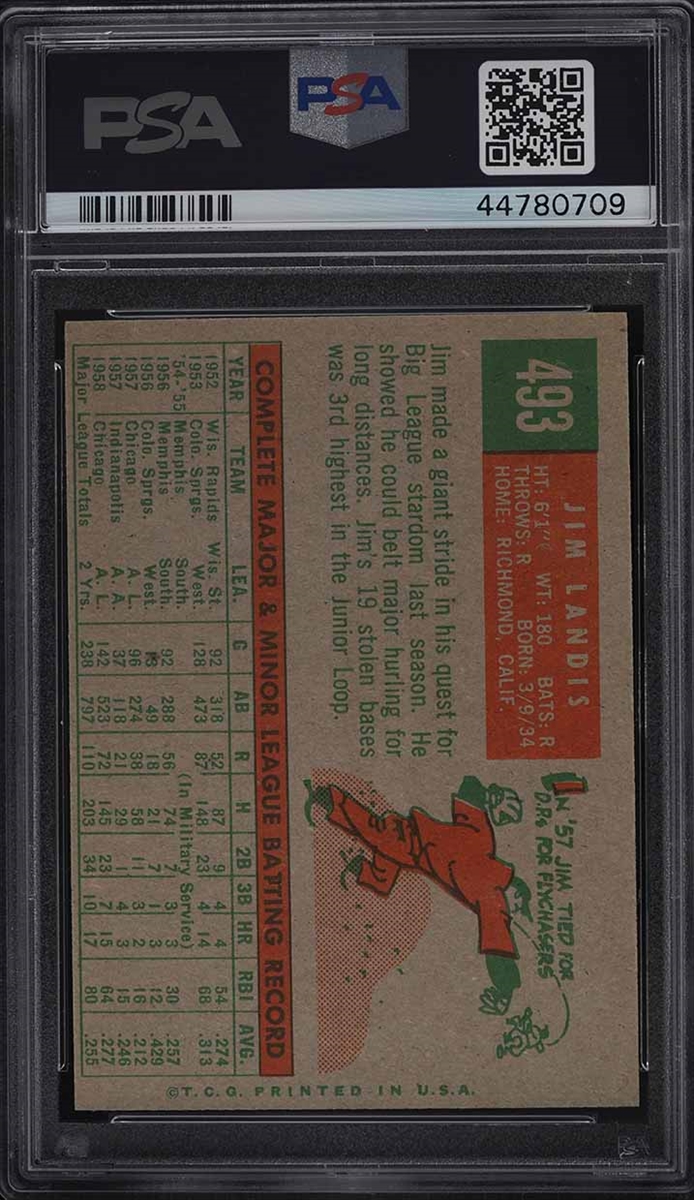 PSA
PSA
44780709
493
JIM LANDIS
HT: 6'1"½ WT: 180 BATS: R
THROWS: R BORN: 3/9/34
HOME: RICHMOND, CALIF.
IN '57 JIM TIED FOR
D.P.s FOR FLYCHASERS
Jim made a giant stride in his quest for
Big League stardom last season. He
showed he could belt major hurling for
long distances. Jim's 19 stolen bases
was 3rd highest in the Junior Loop.
COMPLETE MAJOR & MINOR LEAGUE BATTING RECORD
YEAR TEAM LEA. G AB R H 2B 3B HR RBI AVG.
1952 Wis. Rapids Wis. St 92 318 52 87 9 4 4 54 .274
1953 Colo. Sprgs. West. 128 473 87 148 23 4 14 68 .313
'54-'55 Memphis South. (In Military Service)
1956 Memphis South. 92 288 56 74 7 3 3 30 .257
1956 Colo. Sprgs. West. 13 49 18 21 7 1 3 12 .429
1957 Chicago A. L. 96 274 38 58 11 3 2 16 .212
1957 Indianapolis A. A. 37 118 21 29 1 4 3 15 .246
1958 Chicago A. L. 142 523 72 145 23 7 15 64 .277
Major League Totals 2 Yrs. 238 797 110 203 34 10 17 80 .255
©T.C.G. PRINTED IN U.S.A.